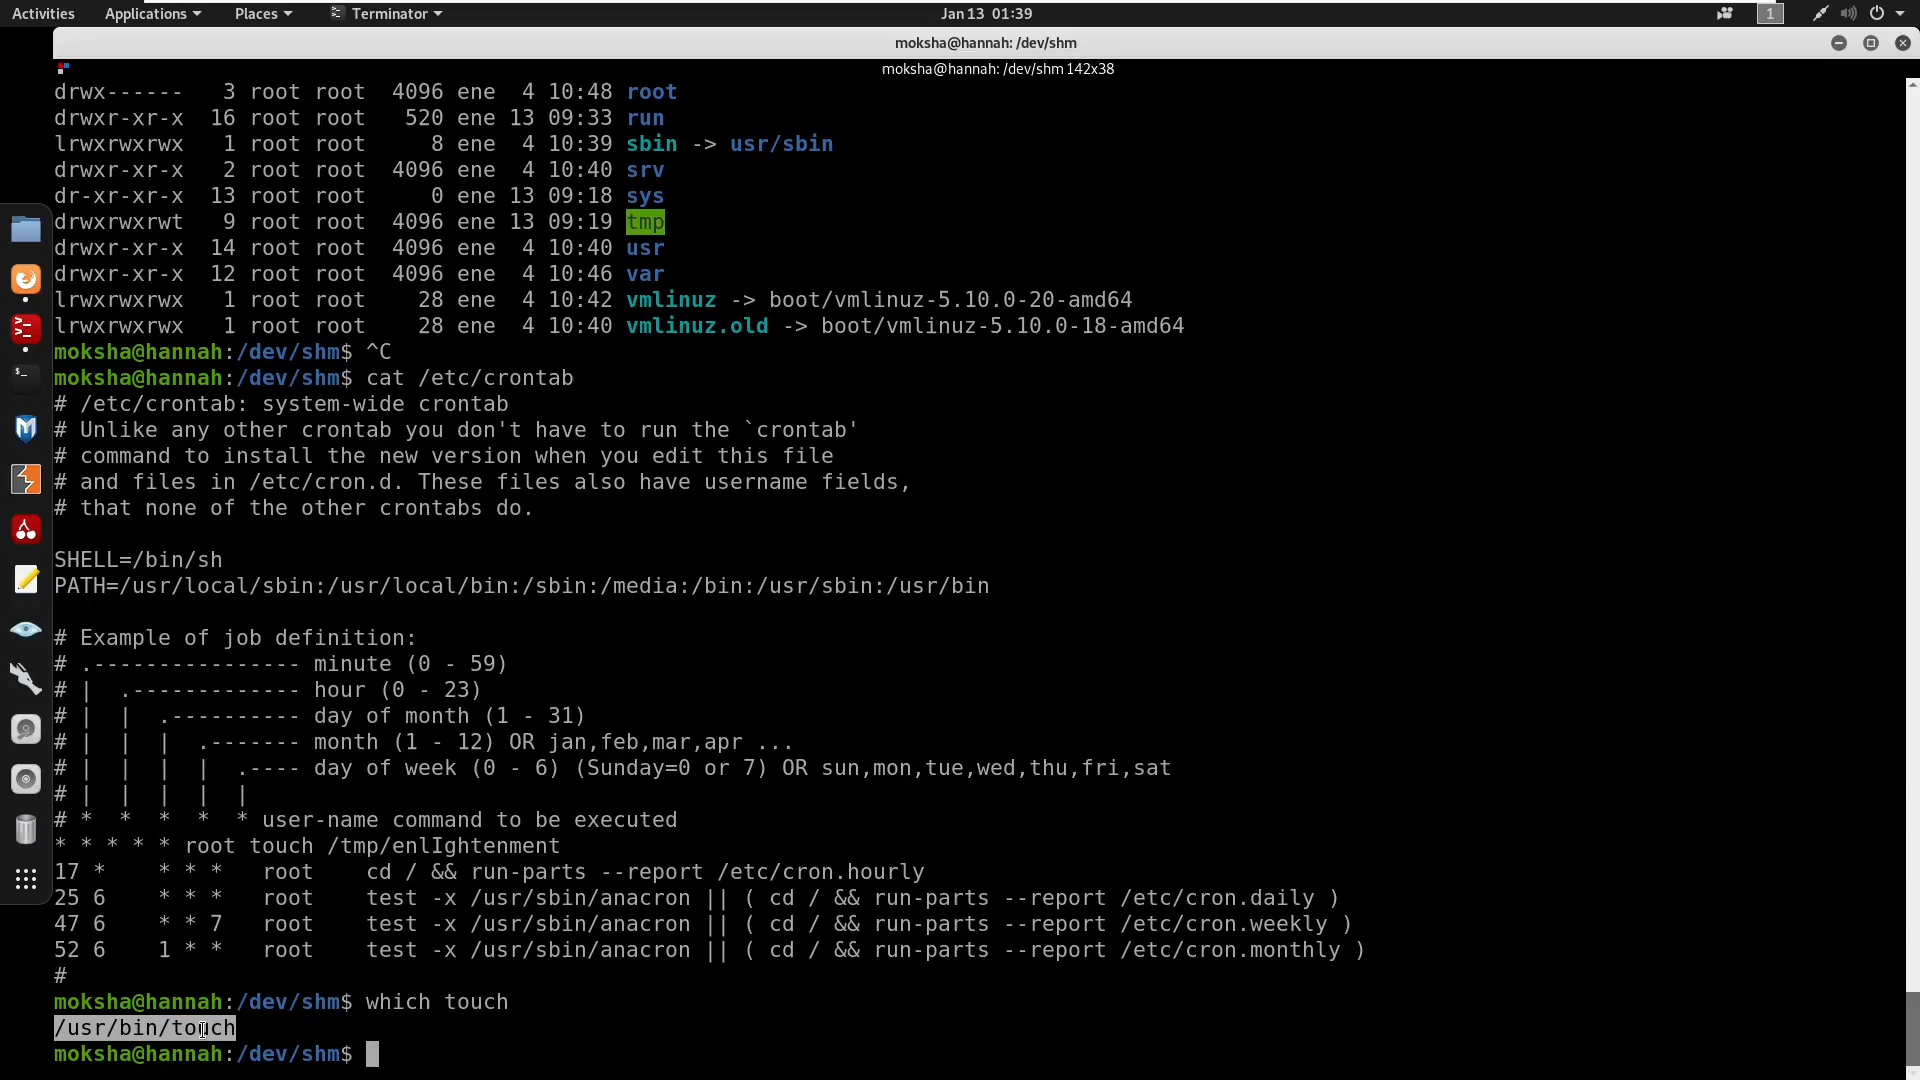 Activities Applications Places Terminator Jan 13 01:39 1
moksha@hannah: /dev/shm
moksha@hannah: /dev/shm 142x38
drwx------   3 root root  4096 ene  4 10:48 root
drwxr-xr-x  16 root root   520 ene 13 09:33 run
lrwxrwxrwx   1 root root     8 ene  4 10:39 sbin -> usr/sbin
drwxr-xr-x   2 root root  4096 ene  4 10:40 srv
dr-xr-xr-x  13 root root     0 ene 13 09:18 sys
drwxrwxrwt   9 root root  4096 ene 13 09:19 tmp
drwxr-xr-x  14 root root  4096 ene  4 10:40 usr
drwxr-xr-x  12 root root  4096 ene  4 10:46 var
lrwxrwxrwx   1 root root    28 ene  4 10:42 vmlinuz -> boot/vmlinuz-5.10.0-20-amd64
lrwxrwxrwx   1 root root    28 ene  4 10:40 vmlinuz.old -> boot/vmlinuz-5.10.0-18-amd64
moksha@hannah:/dev/shm$ ^C
moksha@hannah:/dev/shm$ cat /etc/crontab
# /etc/crontab: system-wide crontab
# Unlike any other crontab you don't have to run the `crontab'
# command to install the new version when you edit this file
# and files in /etc/cron.d. These files also have username fields,
# that none of the other crontabs do.
SHELL=/bin/sh
PATH=/usr/local/sbin:/usr/local/bin:/sbin:/media:/bin:/usr/sbin:/usr/bin
# Example of job definition:
# .---------------- minute (0 - 59)
# |  .------------- hour (0 - 23)
# |  |  .---------- day of month (1 - 31)
# |  |  |  .------- month (1 - 12) OR jan,feb,mar,apr ...
# |  |  |  |  .---- day of week (0 - 6) (Sunday=0 or 7) OR sun,mon,tue,wed,thu,fri,sat
# |  |  |  |  |
# *  *  *  *  * user-name command to be executed
* * * * * root touch /tmp/enlIghtenment
17 *    * * *   root    cd / && run-parts --report /etc/cron.hourly
25 6    * * *   root    test -x /usr/sbin/anacron || ( cd / && run-parts --report /etc/cron.daily )
47 6    * * 7   root    test -x /usr/sbin/anacron || ( cd / && run-parts --report /etc/cron.weekly )
52 6    1 * *   root    test -x /usr/sbin/anacron || ( cd / && run-parts --report /etc/cron.monthly )
#
moksha@hannah:/dev/shm$ which touch
/usr/bin/touch
moksha@hannah:/dev/shm$